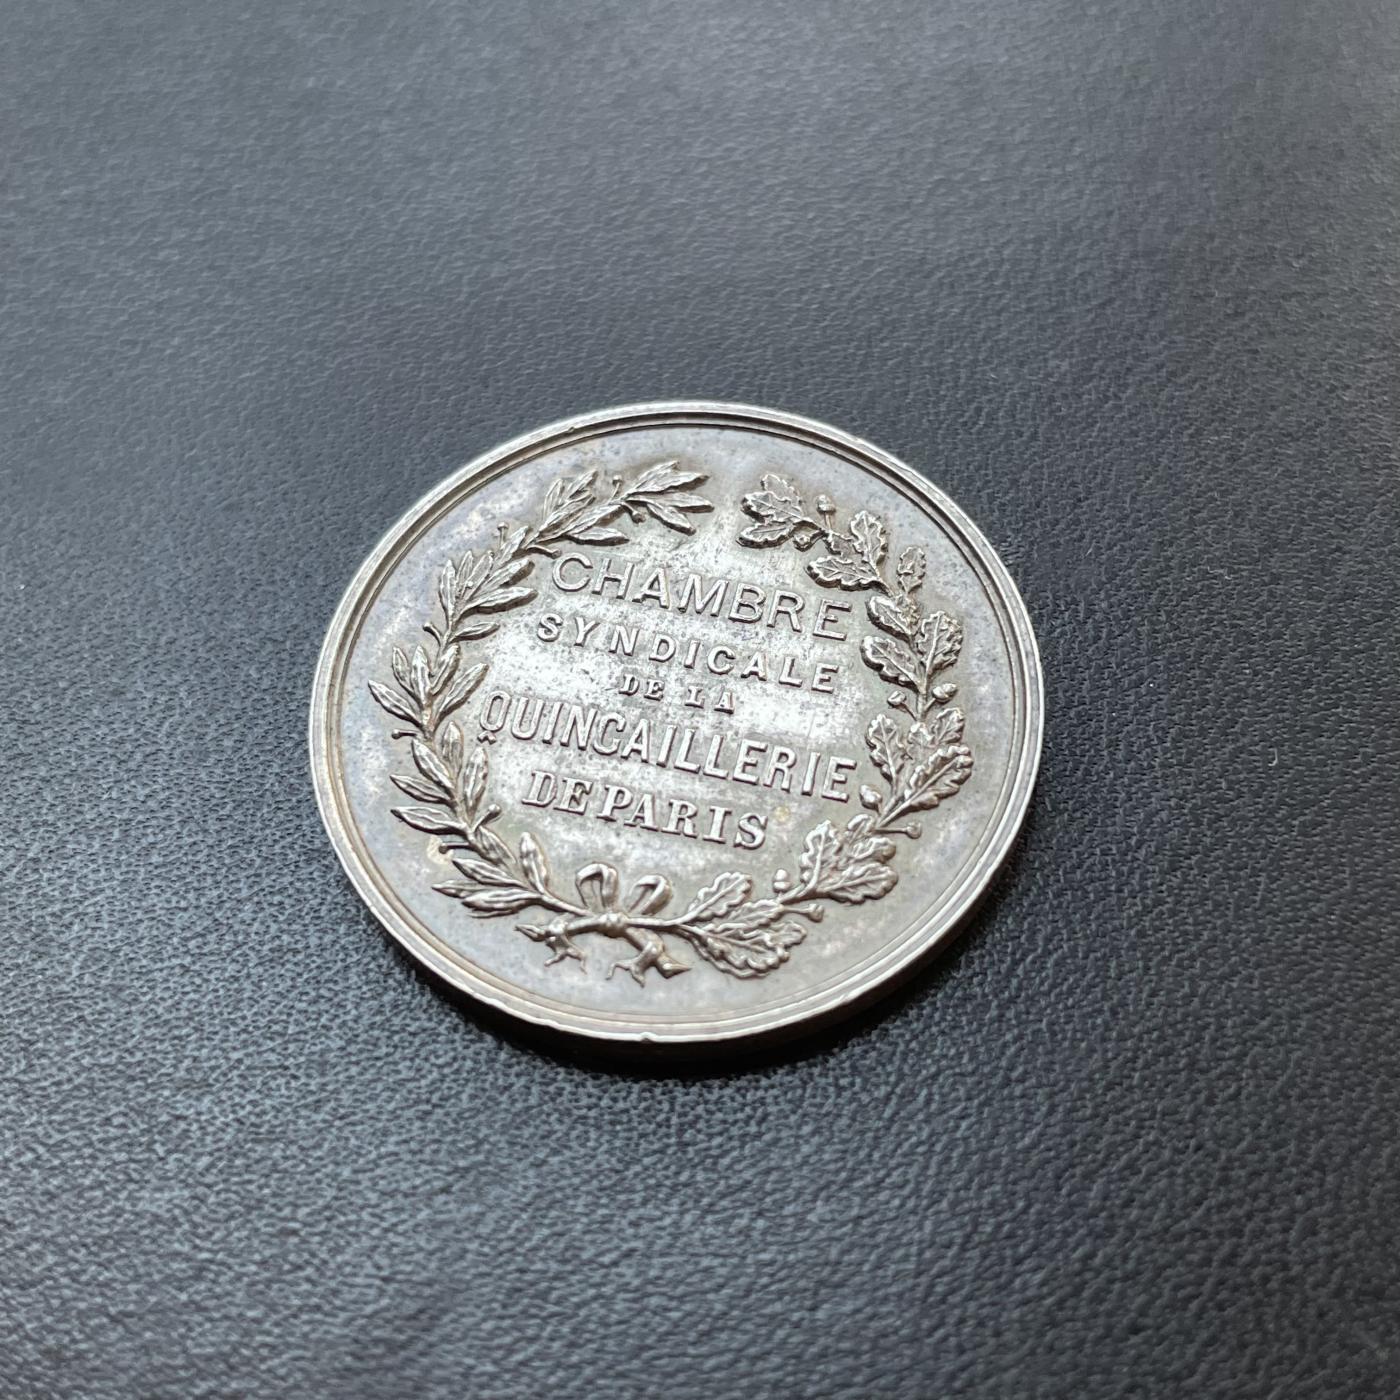 CHAMBRE
SYNDICALE
DE LA
QUINCAILLERIE
DE PARIS